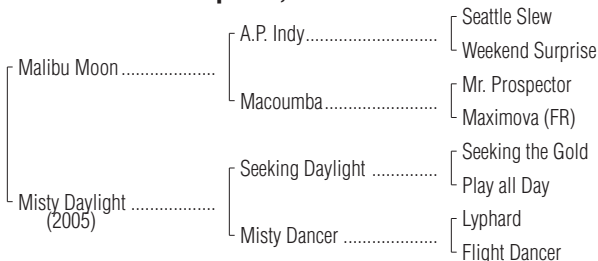 Seattle Slew
A.P. Indy..............................
Weekend Surprise
Malibu Moon ....................
Mr. Prospector
Macoumba..........................
Maximova (FR)
Seeking the Gold
Seeking Daylight ...............
Play all Day
Misty Daylight ..................
(2005)
Lyphard
Misty Dancer .....................
Flight Dancer